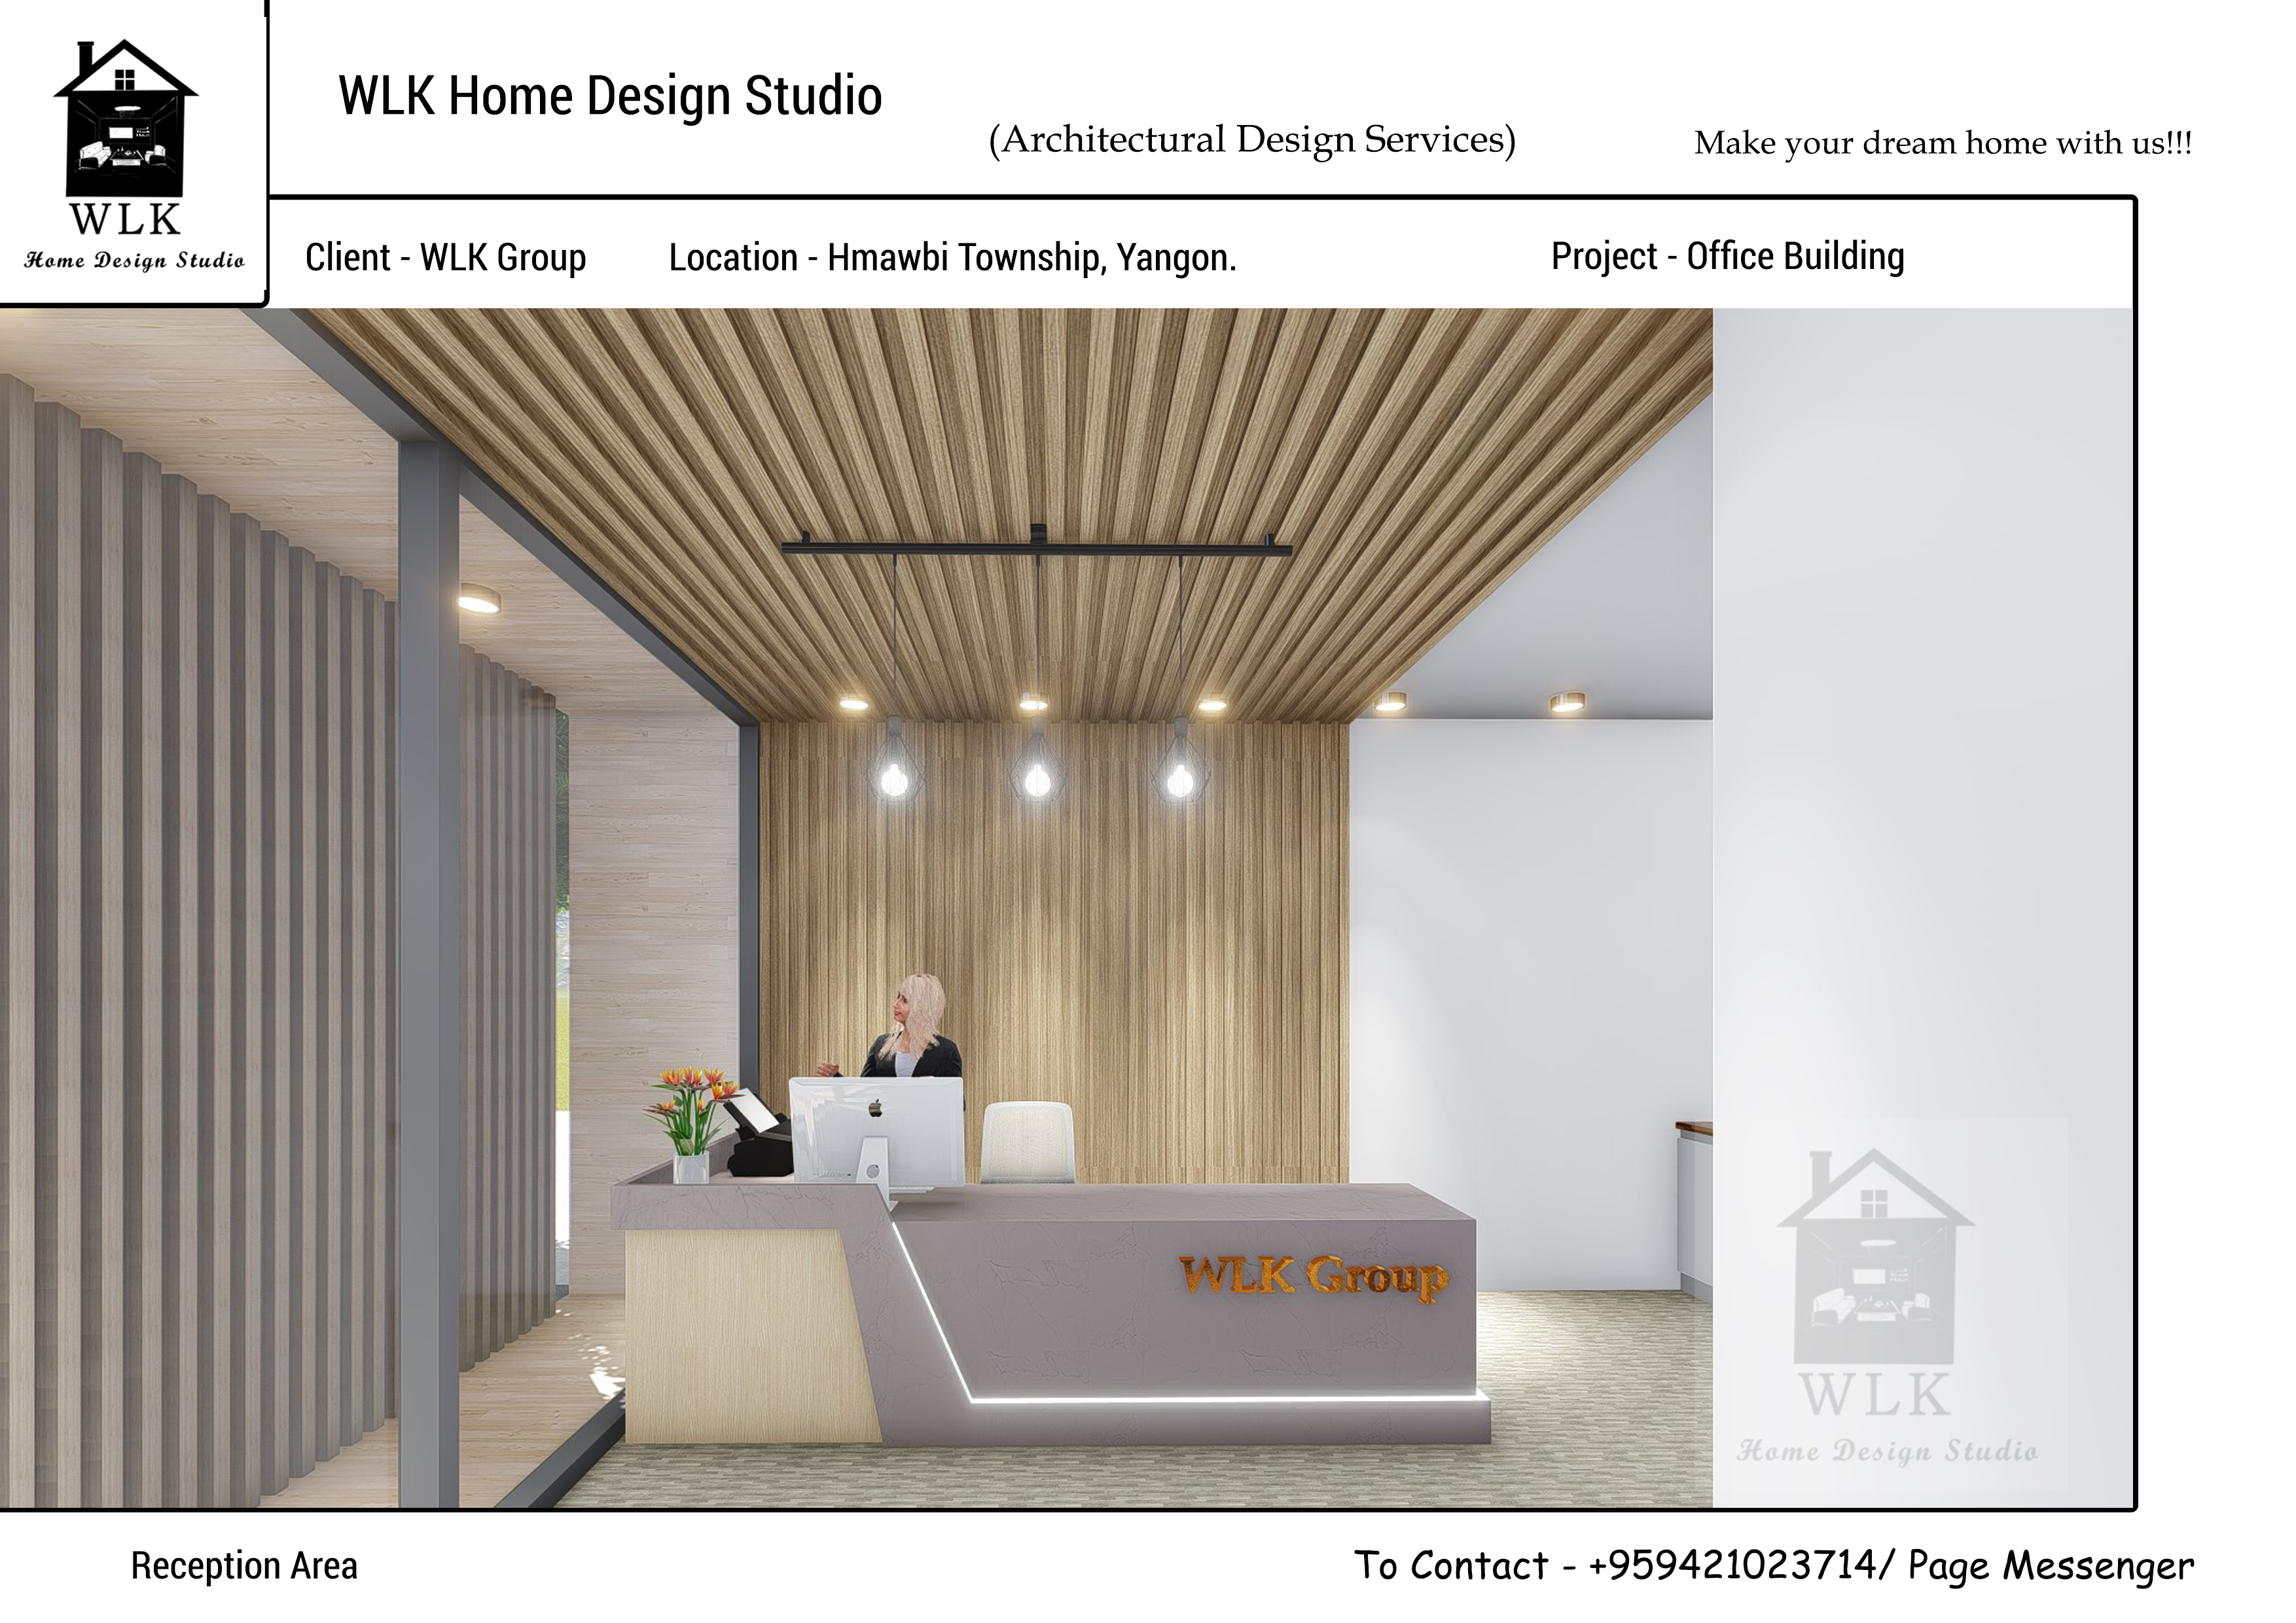 WLK Home Design Studio
(Architectural Design Services)
Make your dream home with us!!!
WLK
Home Design Studio
Client - WLK Group
Location - Hmawbi Township, Yangon.
Project - Office Building
WLK Group
WLK
Home Design Studio
Reception Area
To Contact - +959421023714/ Page Messenger